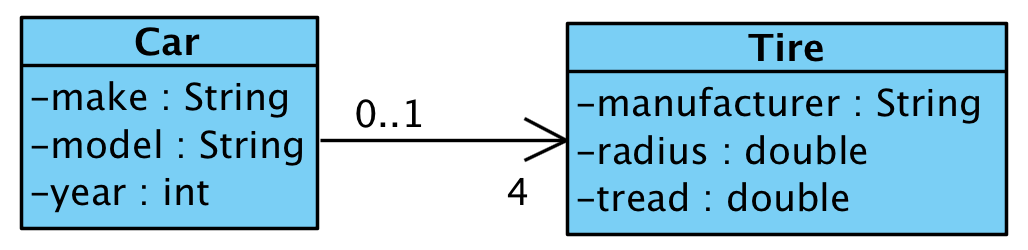 Car
-make : String
-model : String
-year : int
0..1
4
Tire
-manufacturer : String
-radius : double
-tread : double